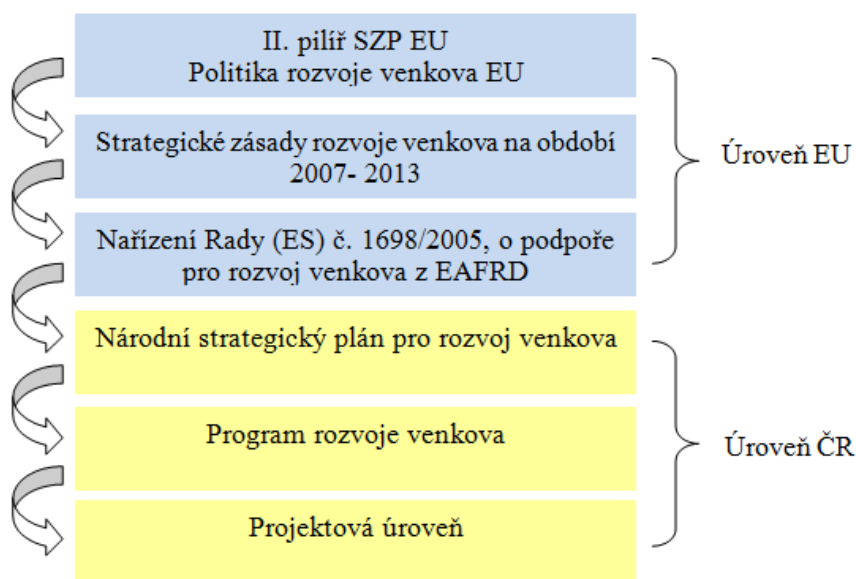 II. pilíř SZP EU
Politika rozvoje venkova EU
Strategické zásady rozvoje venkova na období
2007- 2013
Úroveň EU
Nařízení Rady (ES) č. 1698/2005, o podpoře
pro rozvoj venkova z EAFRD
Národní strategický plán pro rozvoj venkova
Program rozvoje venkova
Úroveň ČR
Projektová úroveň